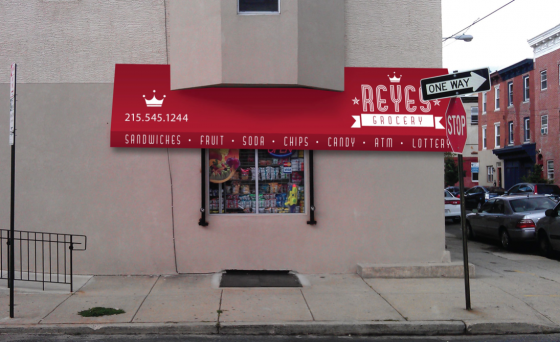 REYES
GROCERY
215.545.1244
SANDWICHES • FRUIT • SODA • CHIPS • CANDY • ATM • LOTTERY
ONE WAY
STOP